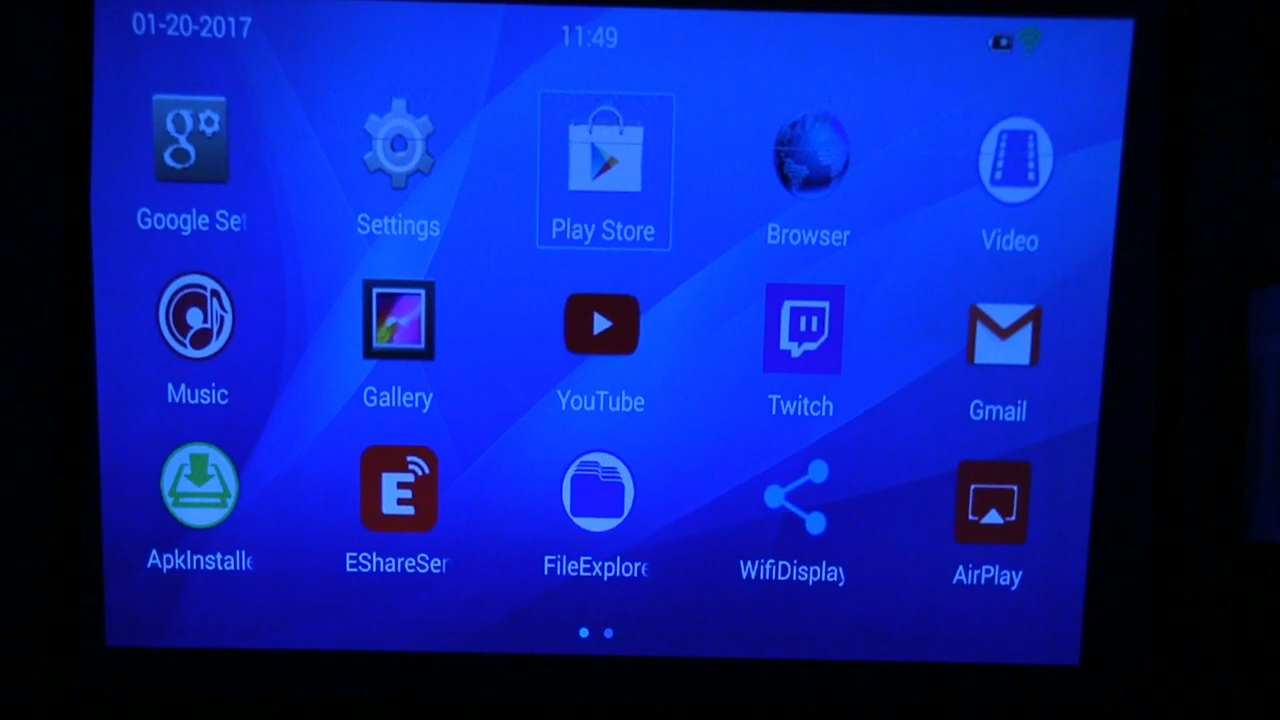 01-20-2017
11:49
Google Set
Settings
Play Store
Browser
Video
Music
Gallery
YouTube
Twitch
Gmail
ApkInstalle
E
EShareSer
FileExplore
WifiDisplay
AirPlay